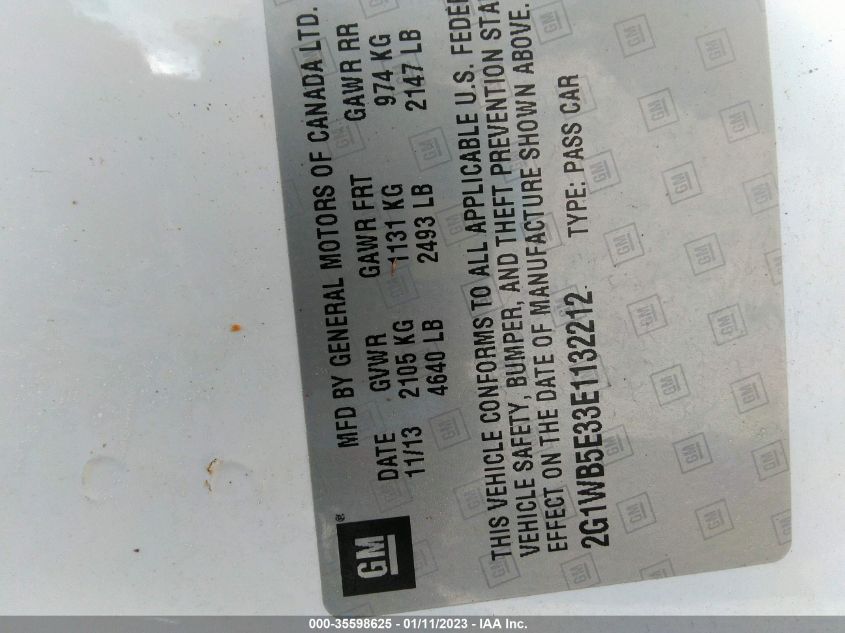 GM
MFD BY GENERAL MOTORS OF CANADA LTD.
DATE GVWR GAWR FRT GAWR RR
11/13 2105 KG 1131 KG 974 KG
4640 LB 2493 LB 2147 LB
THIS VEHICLE CONFORMS TO ALL APPLICABLE U.S.
VEHICLE SAFETY, BUMPER, AND THEFT PREVENTION
EFFECT ON THE DATE OF MANUFACTURE SHOWN ABOVE.
2G1WB5E33E1132212 TYPE: PASS CAR
000-35598625 - 01/11/2023 - IAA Inc.